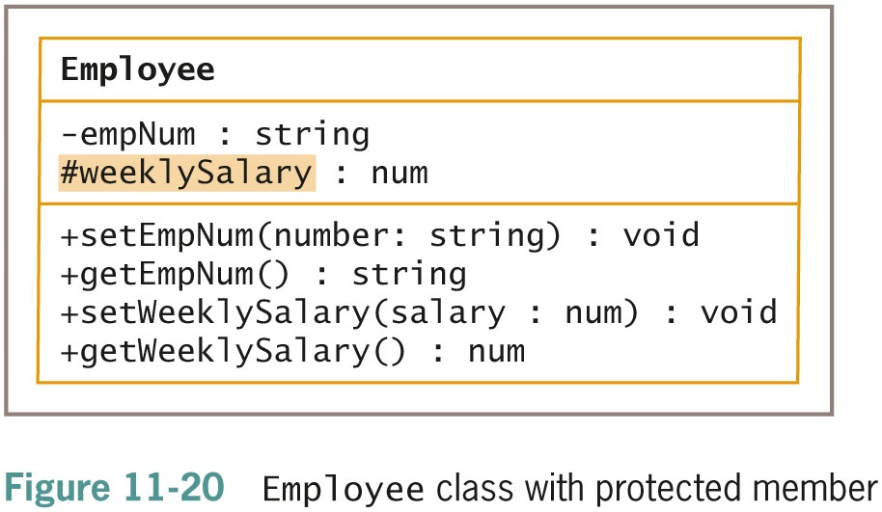 Employee
-empNum : string
#weeklySalary : num
+setEmpNum(number: string) : void
+getEmpNum() : string
+setWeeklySalary(salary : num) : void
+getWeeklySalary() : num
Figure 11-20 Employee class with protected member